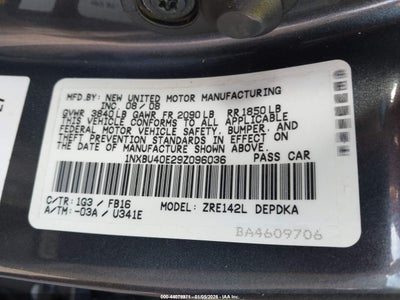 MFD.BY: NEW UNITED MOTOR MANUFACTURING
INC. 08/08
GVWR 3840LB GAWR FR 2090LB RR 1850LB
THIS VEHICLE CONFORMS TO ALL APPLICABLE
FEDERAL MOTOR VEHICLE SAFETY, BUMPER, AND
THEFT PREVENTION STANDARDS IN EFFECT ON
THE DATE OF MANUFACTURE SHOWN ABOVE.
1NXBU40E29Z096036 PASS CAR
C/TR: 1G3 / FB16 MODEL: ZRE142L DEPDKA
A/TM: -03A / U341E
BA4609706